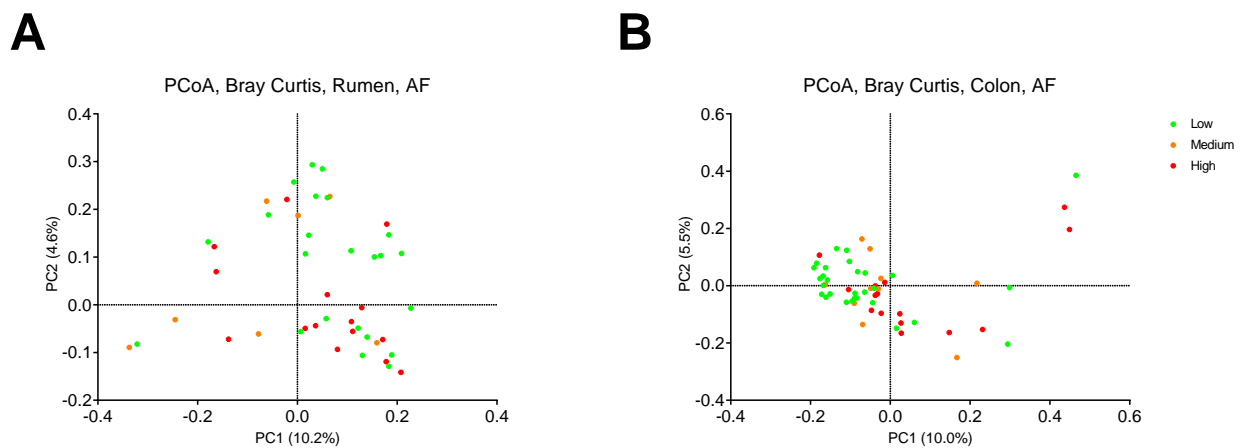 A
PCoA, Bray Curtis, Rumen, AF
0.4
0.3
0.2
0.1
0.0
-0.1
-0.2
PC2 (4.6%)
-0.4
-0.2
0.0
0.2
0.4
PC1 (10.2%)
B
PCoA, Bray Curtis, Colon, AF
0.6
0.4
0.2
0.0
-0.2
-0.4
PC2 (5.5%)
-0.4
-0.2
0.0
0.2
0.4
0.6
PC1 (10.0%)
Low
Medium
High